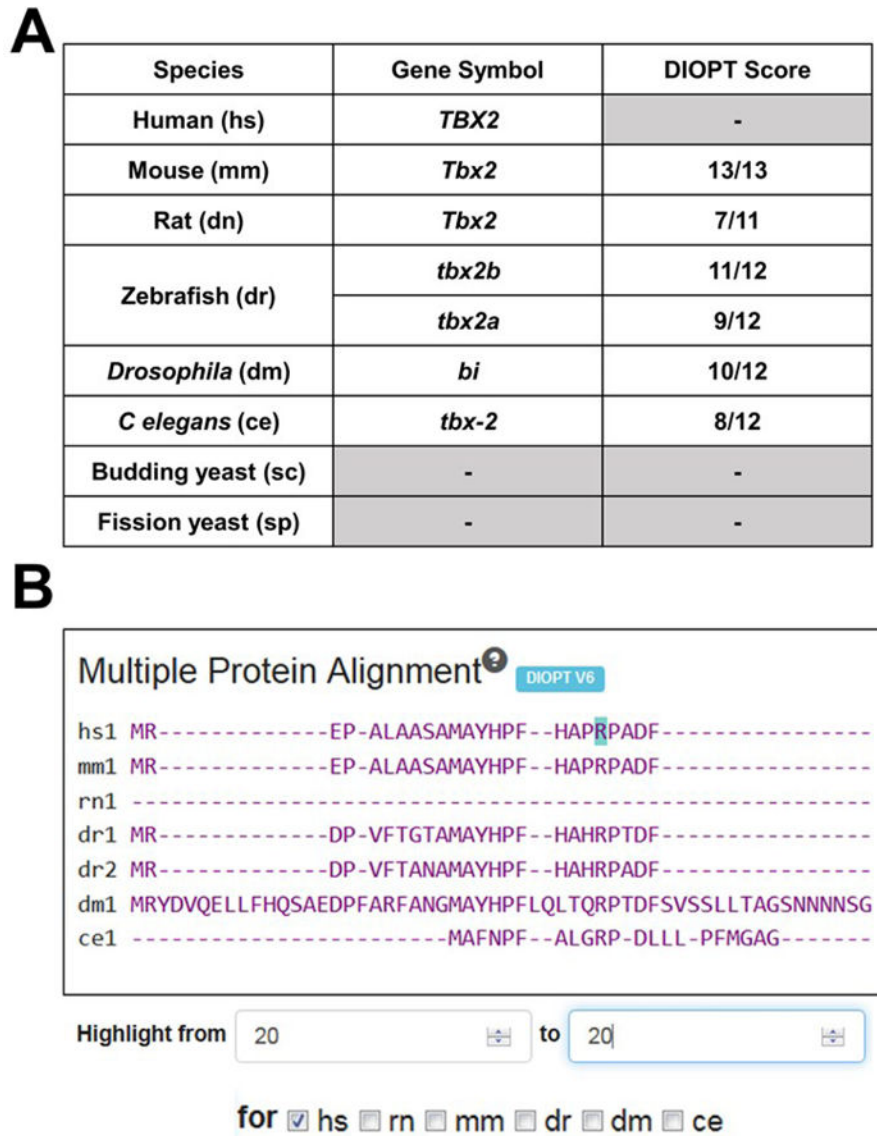 A
Species Gene Symbol DIOPT Score
Human (hs) TBX2 -
Mouse (mm) Tbx2 13/13
Rat (dn) Tbx2 7/11
Zebrafish (dr) tbx2b 11/12
tbx2a 9/12
Drosophila (dm) bi 10/12
C elegans (ce) tbx-2 8/12
Budding yeast (sc) - -
Fission yeast (sp) - -
B
Multiple Protein Alignment ? DIOPT V6
hs1 MR-------------EP-ALAASAMAYHPF--HAPRPADF----------------
mm1 MR-------------EP-ALAASAMAYHPF--HAPRPADF----------------
rn1 --------------------------------------------------------
dr1 MR-------------DP-VFTGTAMAYHPF--HAHRPTDF----------------
dr2 MR-------------DP-VFTANAMAYHPF--HAHRPADF----------------
dm1 MRYDVQELLFHQSAEDPFARFANGMAYHPFLQLTQRPTDFSVSSLLTAGSNNNNSG
ce1 ------------------------MAFNPF--ALGRP-DLLL-PFMGAG-------
Highlight from 20 to 20
for hs rn mm dr dm ce